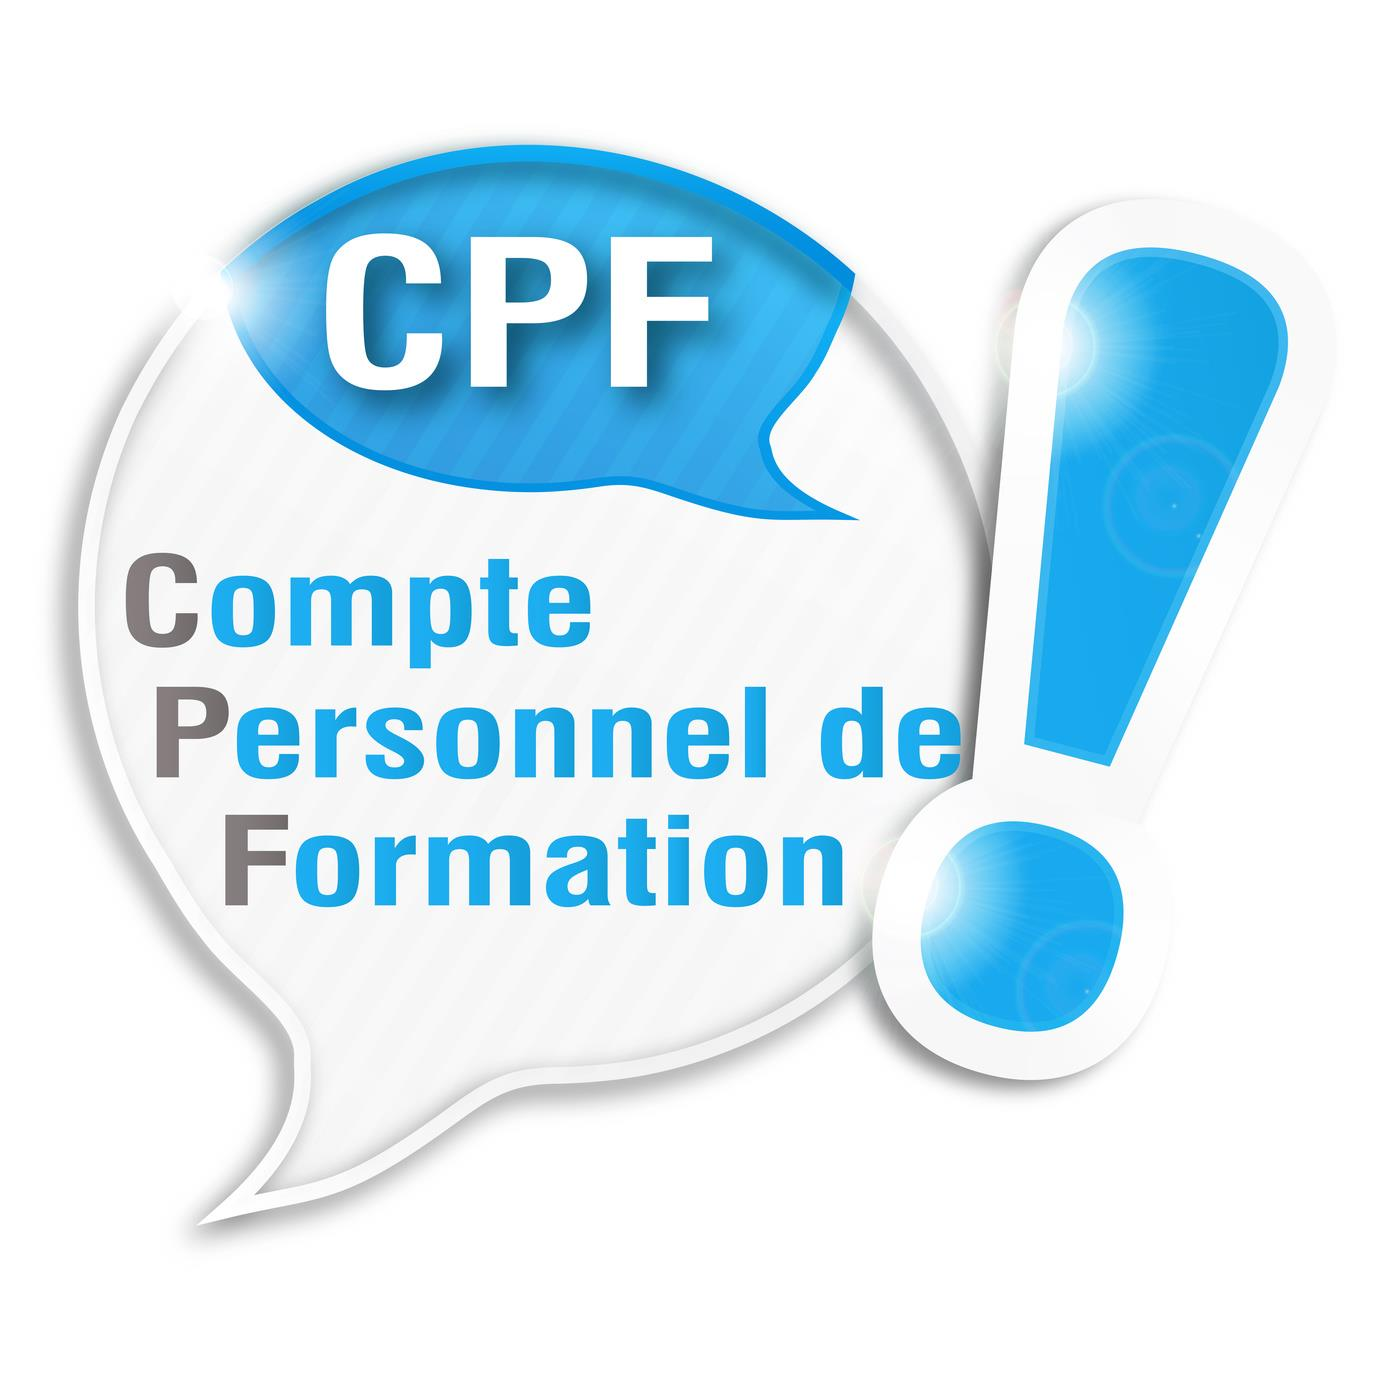 CPF
Compte
Personnel de
Formation